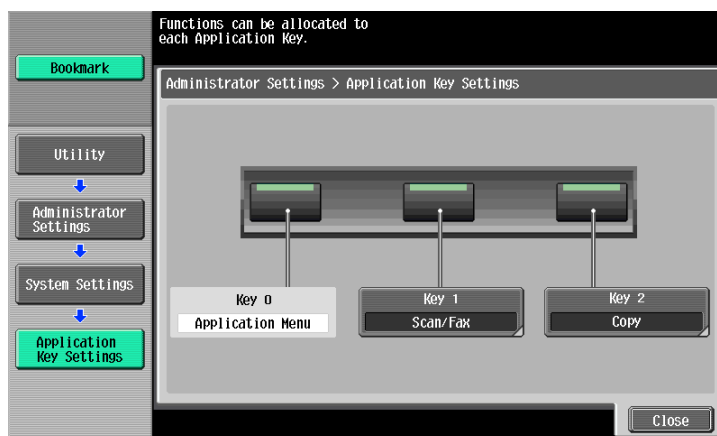 Functions can be allocated to
each Application Key.
Bookmark
Administrator Settings > Application Key Settings
Utility
Administrator
Settings
System Settings
Application
Key Settings
Key 0
Application Menu
Key 1
Scan/Fax
Key 2
Copy
Close